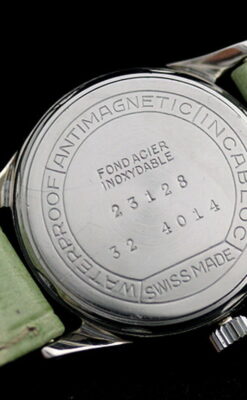 WATERPROOF
ANTIMAGNETIC
INCABLOC
SWISS MADE
FOND ACIER
INOXYDABLE
23128
32 4014